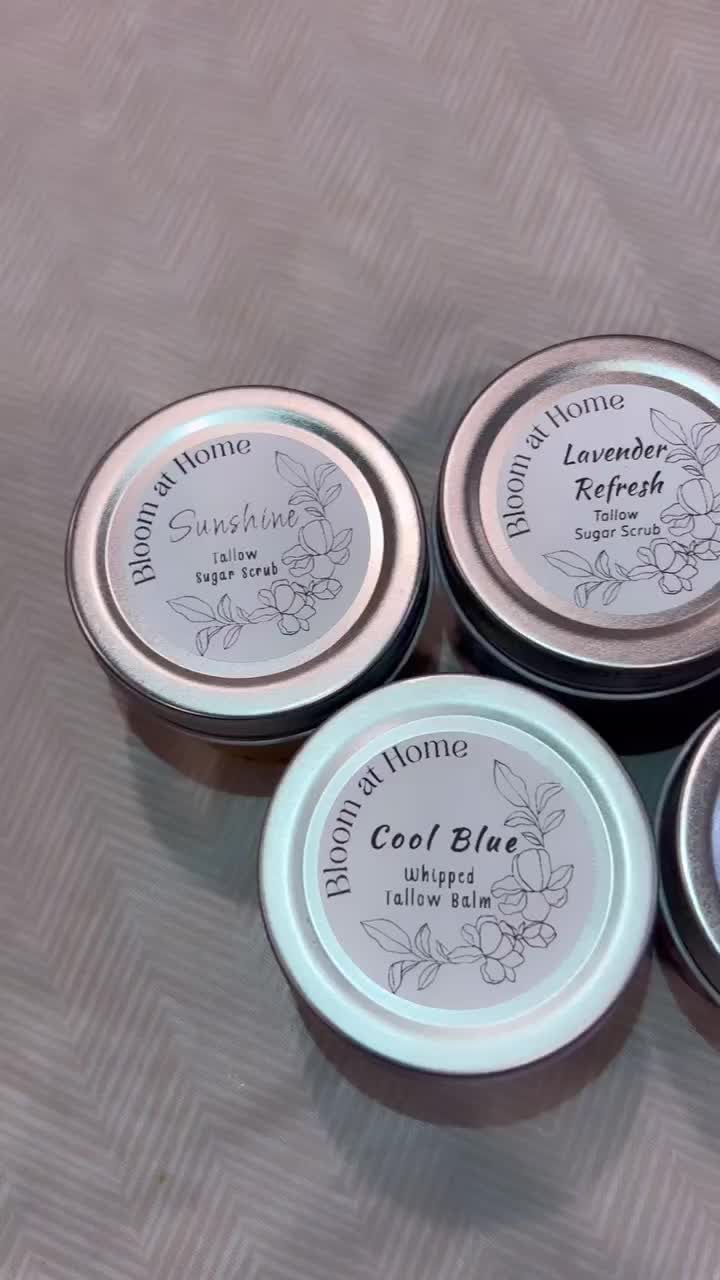 Bloom at Home
Sunshine
Tallow
Sugar Scrub
Bloom at Home
Lavender
Refresh
Tallow
Sugar Scrub
Bloom at Home
Cool Blue
Whipped
Tallow Balm